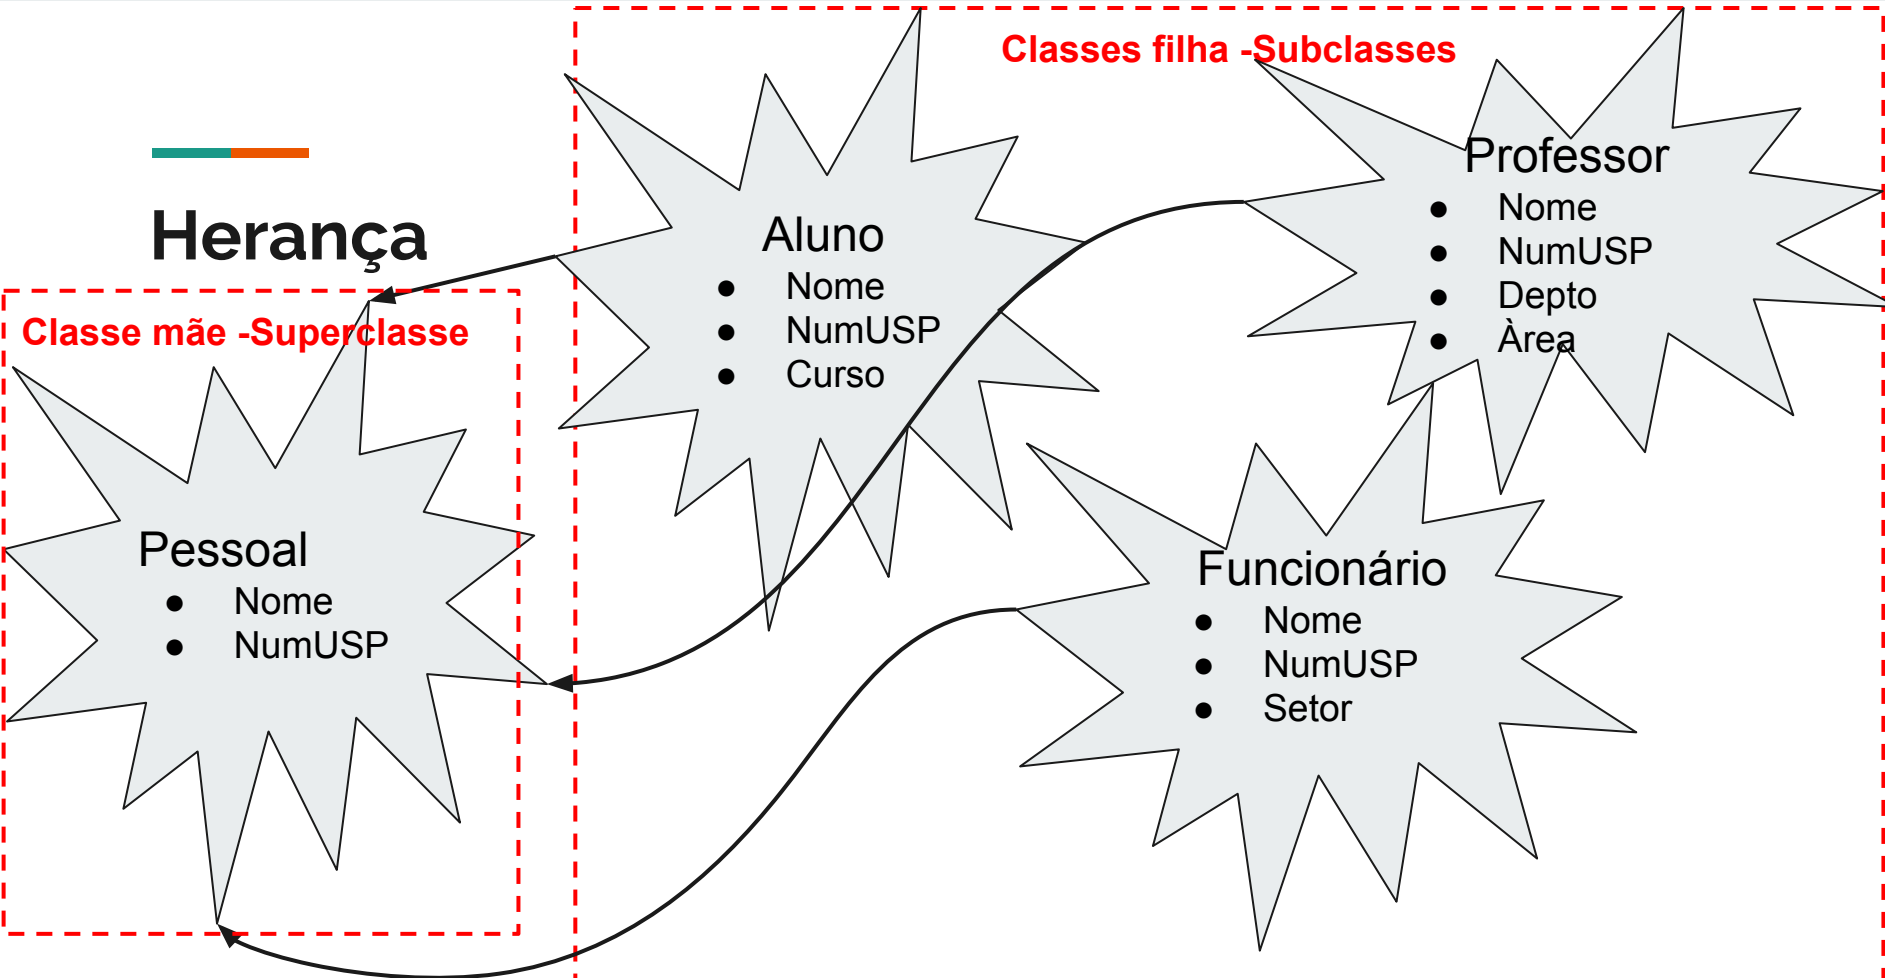 Herança
Classe mãe -Superclasse
Pessoal
● Nome
● NumUSP
Classes filha -Subclasses
Aluno
● Nome
● NumUSP
● Curso
Professor
● Nome
● NumUSP
● Depto
● Àrea
Funcionário
● Nome
● NumUSP
● Setor